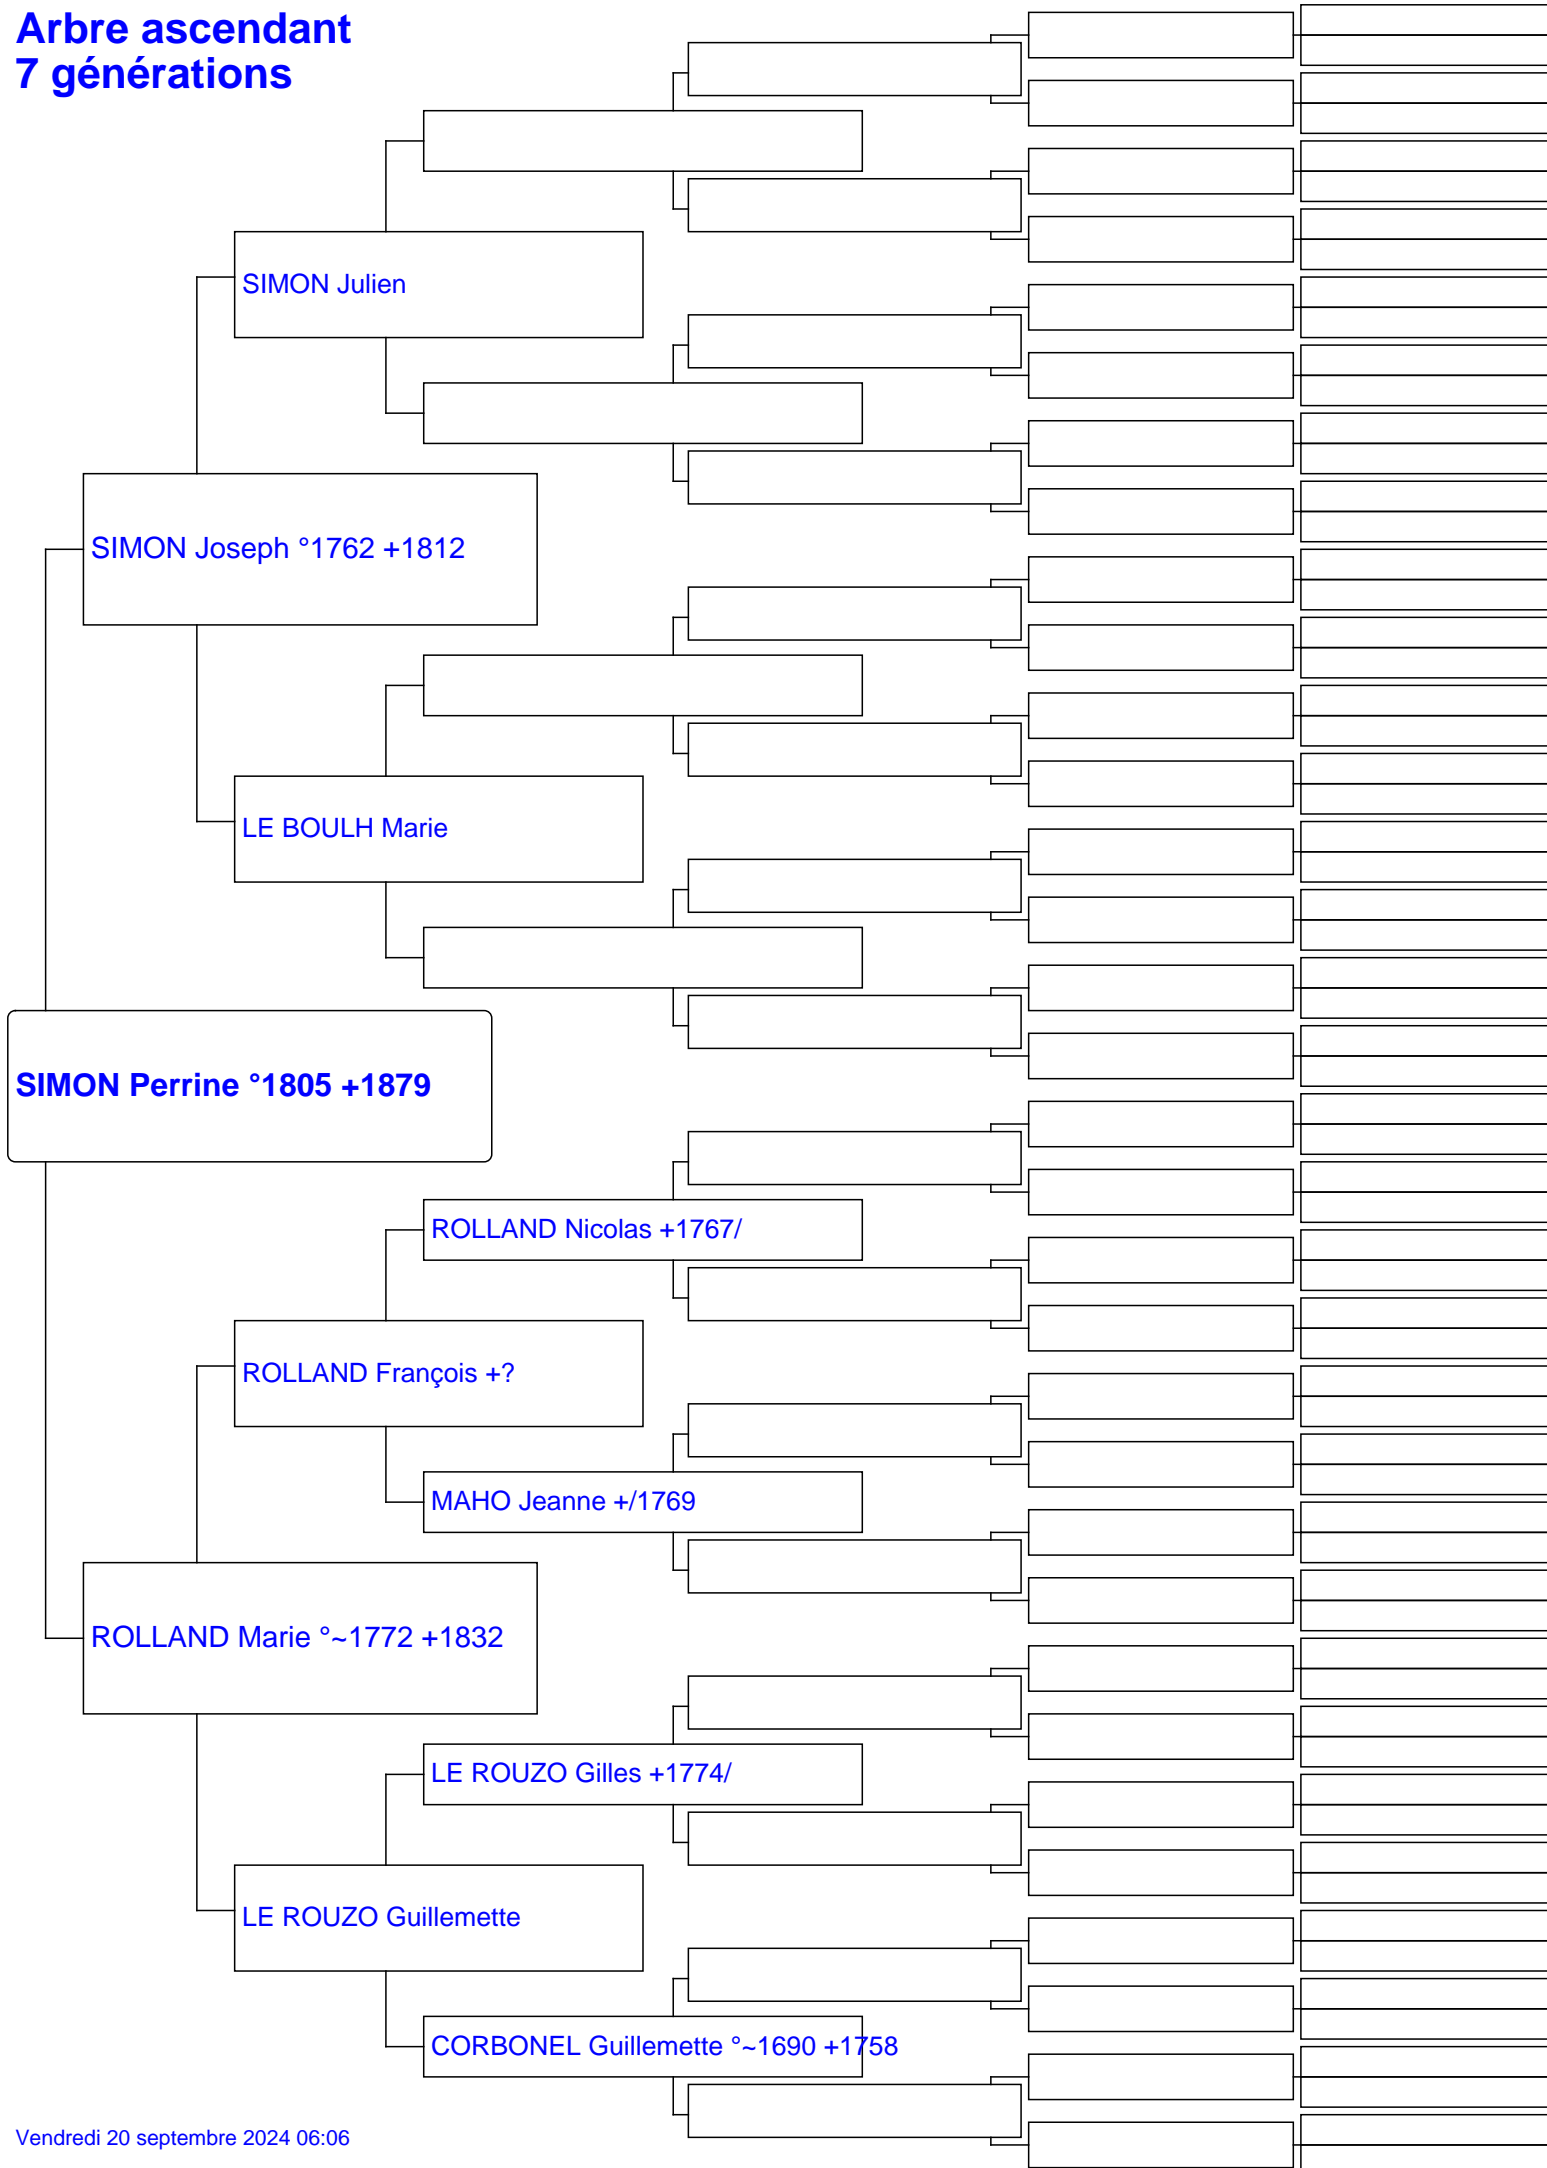 Arbre ascendant
7 générations
SIMON Julien
SIMON Joseph °1762 +1812
LE BOULH Marie
SIMON Perrine °1805 +1879
ROLLAND Nicolas +1767/
ROLLAND François +?
MAHO Jeanne +/1769
ROLLAND Marie °~1772 +1832
LE ROUZO Gilles +1774/
LE ROUZO Guillemette
CORBONEL Guillemette °~1690 +1758
Vendredi 20 septembre 2024 06:06